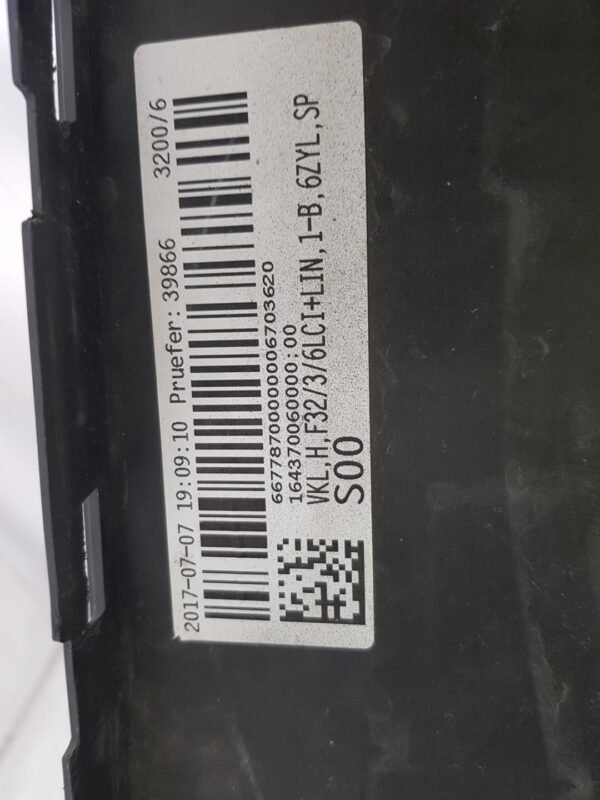 2017-07-07 19:09:10 Pruefer: 39866 3200/6
6677870000006703620
164370060000:00
VKL,H,F32/3/6LCI+LIN,1-B,6ZYL,SP
S00